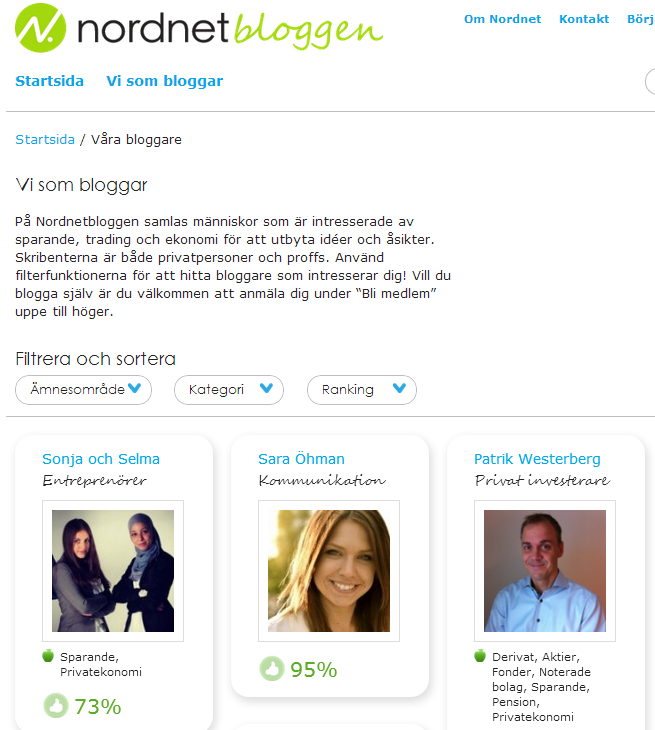 nordnetbloggen
Om Nordnet Kontakt Börj
Startsida Vi som bloggar
Startsida / Våra bloggare
Vi som bloggar
På Nordnetbloggen samlas människor som är intresserade av
sparande, trading och ekonomi för att utbyta idéer och åsikter.
Skribenterna är både privatpersoner och proffs. Använd
filterfunktionerna för att hitta bloggare som intresserar dig! Vill du
blogga själv är du välkommen att anmäla dig under “Bli medlem”
uppe till höger.
Filtrera och sortera
Ämnesområde Kategori Ranking
Sonja och Selma
Entreprenörer
Sparande,
Privatekonomi
73%
Sara Öhman
Kommunikation
95%
Patrik Westerberg
Privat investerare
Derivat, Aktier,
Fonder, Noterade
bolag, Sparande,
Pension,
Privatekonomi